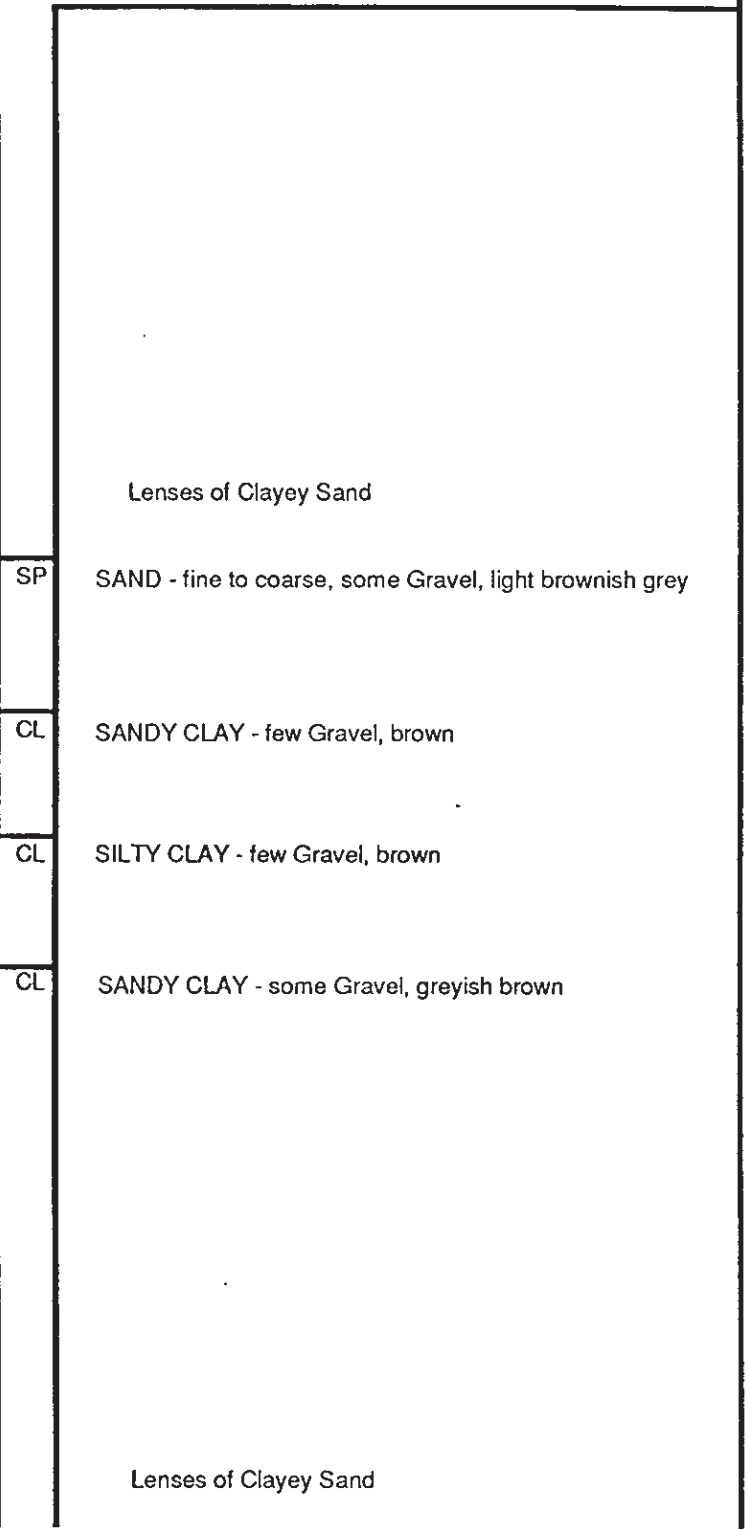 Lenses of Clayey Sand
SP SAND - fine to coarse, some Gravel, light brownish grey
CL SANDY CLAY - few Gravel, brown
CL SILTY CLAY - few Gravel, brown
CL SANDY CLAY - some Gravel, greyish brown
Lenses of Clayey Sand